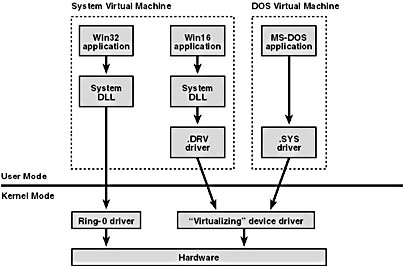 System Virtual Machine
DOS Virtual Machine
Win32
application
Win16
application
MS-DOS
application
System
DLL
System
DLL
.DRV
driver
.SYS
driver
User Mode
Kernel Mode
Ring-0 driver
“Virtualizing” device driver
Hardware